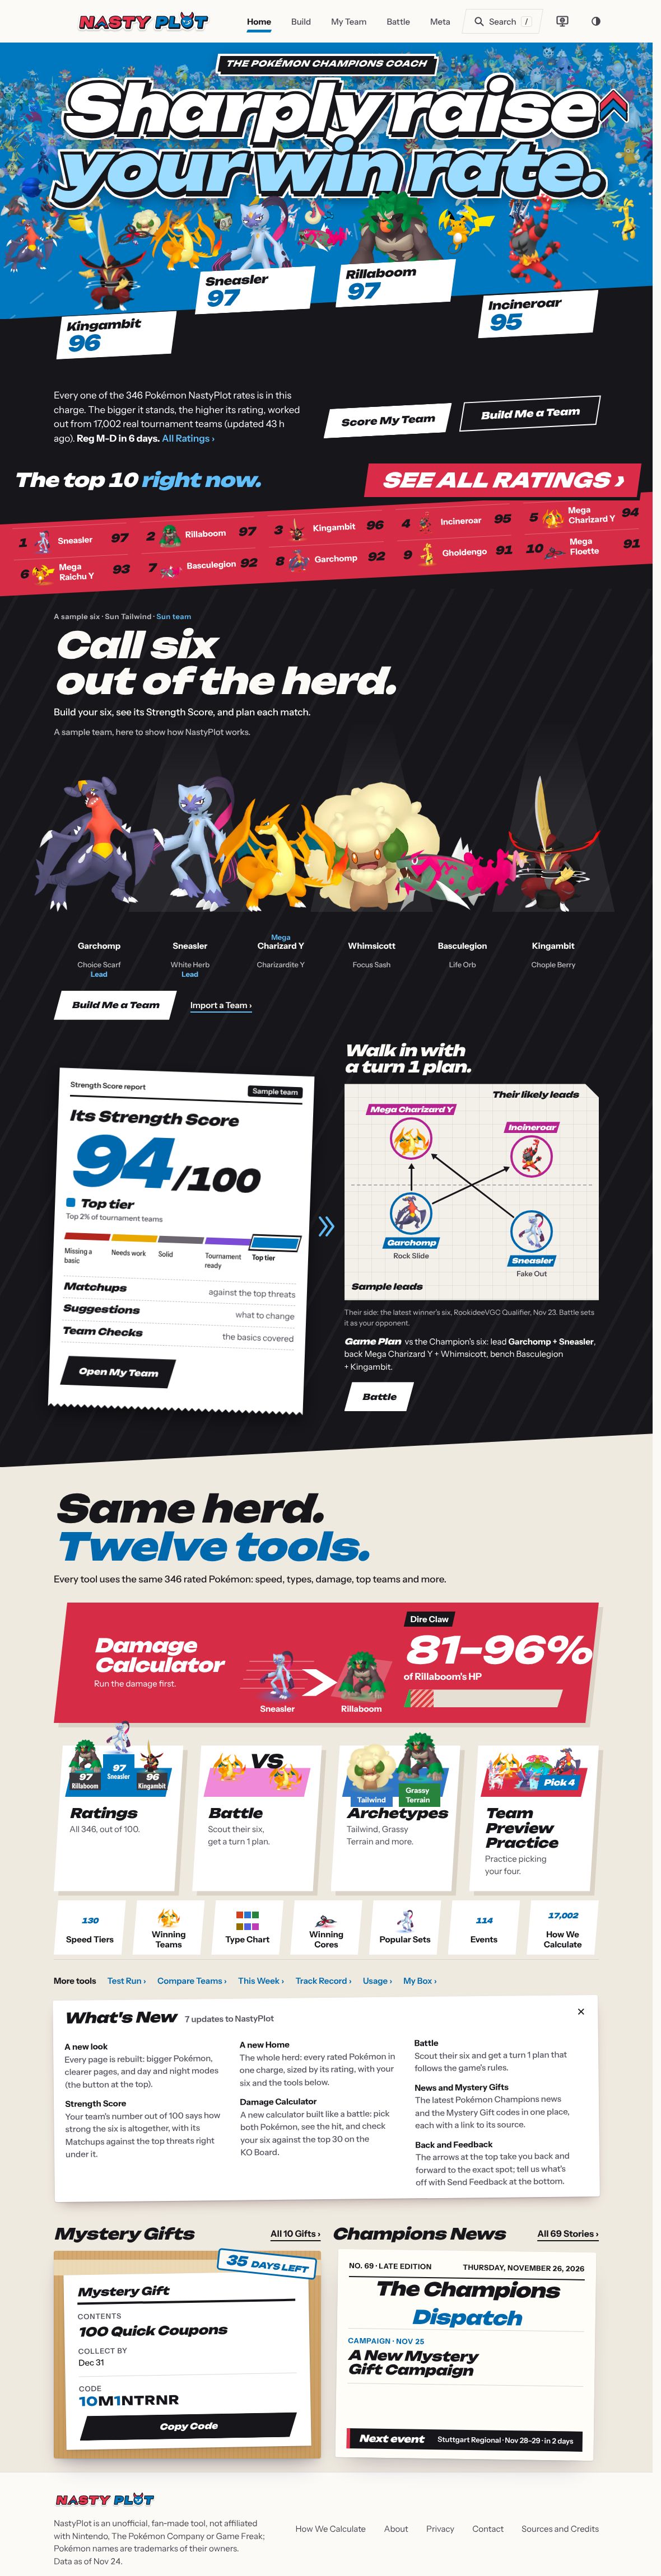 NASTY PLOT
Home Build My Team Battle Meta Search /
THE POKÉMON CHAMPIONS COACH
Sharply raise
your win rate.
Sneasler
97
Rillaboom
97
Kingambit
96
Incineroar
95
Every one of the 346 Pokémon NastyPlot rates is in this
charge. The bigger it stands, the higher its rating, worked
out from 17,002 real tournament teams (updated 43 h
ago). Reg M-D in 6 days. All Ratings ›
Score My Team
Build Me a Team
The top 10 right now.
SEE ALL RATINGS ›
1 Sneasler 97
2 Rillaboom 97
3 Kingambit 96
4 Incineroar 95
5 Mega
Charizard Y 94
6 Mega
Raichu Y 93
7 Basculegion 92
8 Garchomp 92
9 Gholdengo 91
10 Mega
Floette 91
A sample six · Sun Tailwind · Sun team
Call six
out of the herd.
Build your six, see its Strength Score, and plan each match.
A sample team, here to show how NastyPlot works.
Garchomp
Choice Scarf
Lead
Sneasler
White Herb
Lead
Mega
Charizard Y
Charizardite Y
Whimsicott
Focus Sash
Basculegion
Life Orb
Kingambit
Chople Berry
Build Me a Team
Import a Team ›
Strength Score report
Sample team
Its Strength Score
94/100
Top tier
Top 2% of tournament teams
Missing a
basic
Needs work
Solid
Tournament
ready
Top tier
Matchups against the top threats
Suggestions what to change
Team Checks the basics covered
Open My Team
Walk in with
a turn 1 plan.
Their likely leads
Mega Charizard Y
Incineroar
Garchomp
Rock Slide
Sneasler
Fake Out
Sample leads
Their side: the latest winner's six, RookideeVGC Qualifier, Nov 23. Battle sets
it as your opponent.
Game Plan vs the Champion's six: lead Garchomp + Sneasler,
back Mega Charizard Y + Whimsicott, bench Basculegion
+ Kingambit.
Battle
Same herd.
Twelve tools.
Every tool uses the same 346 rated Pokémon: speed, types, damage, top teams and more.
Damage
Calculator
Run the damage first.
Sneasler
Rillaboom
Dire Claw
81–96%
of Rillaboom's HP
97
Rillaboom
97
Sneasler
96
Kingambit
Ratings
All 346, out of 100.
VS
Battle
Scout their six,
get a turn 1 plan.
Tailwind
Grassy
Terrain
Archetypes
Tailwind, Grassy
Terrain and more.
Pick 4
Team
Preview
Practice
Practice picking
your four.
130
Speed Tiers
Winning
Teams
Type Chart
Winning
Cores
Popular Sets
114
Events
17,002
How We
Calculate
More tools Test Run › Compare Teams › This Week › Track Record › Usage › My Box ›
What's New 7 updates to NastyPlot
A new look
Every page is rebuilt: bigger Pokémon,
clearer pages, and day and night modes
(the button at the top).
Strength Score
Your team's number out of 100 says how
strong the six is altogether, with its
Matchups against the top threats right
under it.
A new Home
The whole herd: every rated Pokémon in
one charge, sized by its rating, with your
six and the tools below.
Damage Calculator
A new calculator built like a battle: pick
both Pokémon, see the hit, and check
your six against the top 30 on the
KO Board.
Battle
Scout their six and get a turn 1 plan that
follows the game's rules.
News and Mystery Gifts
The latest Pokémon Champions news
and the Mystery Gift codes in one place,
each with a link to its source.
Back and Feedback
The arrows at the top take you back and
forward to the exact spot; tell us what's
off with Send Feedback at the bottom.
Mystery Gifts
All 10 Gifts ›
35 DAYS LEFT
Mystery Gift
CONTENTS
100 Quick Coupons
COLLECT BY
Dec 31
CODE
10M1NTRNR
Copy Code
Champions News
All 69 Stories ›
NO. 69 · LATE EDITION THURSDAY, NOVEMBER 26, 2026
The Champions
Dispatch
CAMPAIGN · NOV 25
A New Mystery
Gift Campaign
Next event Stuttgart Regional · Nov 28–29 · in 2 days
NASTY PLOT
NastyPlot is an unofficial, fan-made tool, not affiliated
with Nintendo, The Pokémon Company or Game Freak;
Pokémon names are trademarks of their owners.
Data as of Nov 24.
How We Calculate About Privacy Contact Sources and Credits